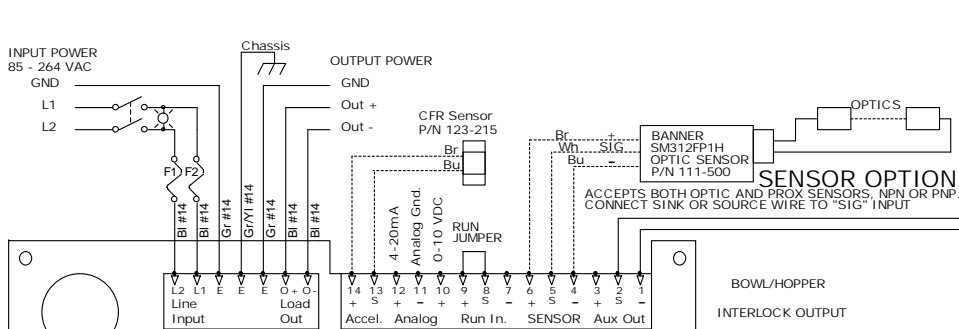 INPUT POWER
85 - 264 VAC
GND
L1
L2
Chassis
OUTPUT POWER
GND
Out +
Out -
F1
F2
Bl #14
Bl #14
Gr #14
Gr/Yl #14
Gr #14
Bl #14
Bl #14
CFR Sensor
P/N 123-215
Br
Bu
4-20mA
Analog Gnd.
0-10 VDC
RUN
JUMPER
Br +
Wh SIG
Bu -
BANNER
SM312FP1H
OPTIC SENSOR
P/N 111-500
OPTICS
SENSOR OPTION
ACCEPTS BOTH OPTIC AND PROX SENSORS, NPN OR PNP.
CONNECT SINK OR SOURCE WIRE TO "SIG" INPUT
L2 L1 E E E O+ O-
Line Load
Input Out
14 13 12 11 10 9 8 7 6 5 4 3 2 1
+ S + - + + S - + S - + S -
Accel. Analog Run In. SENSOR Aux Out
BOWL/HOPPER
INTERLOCK OUTPUT